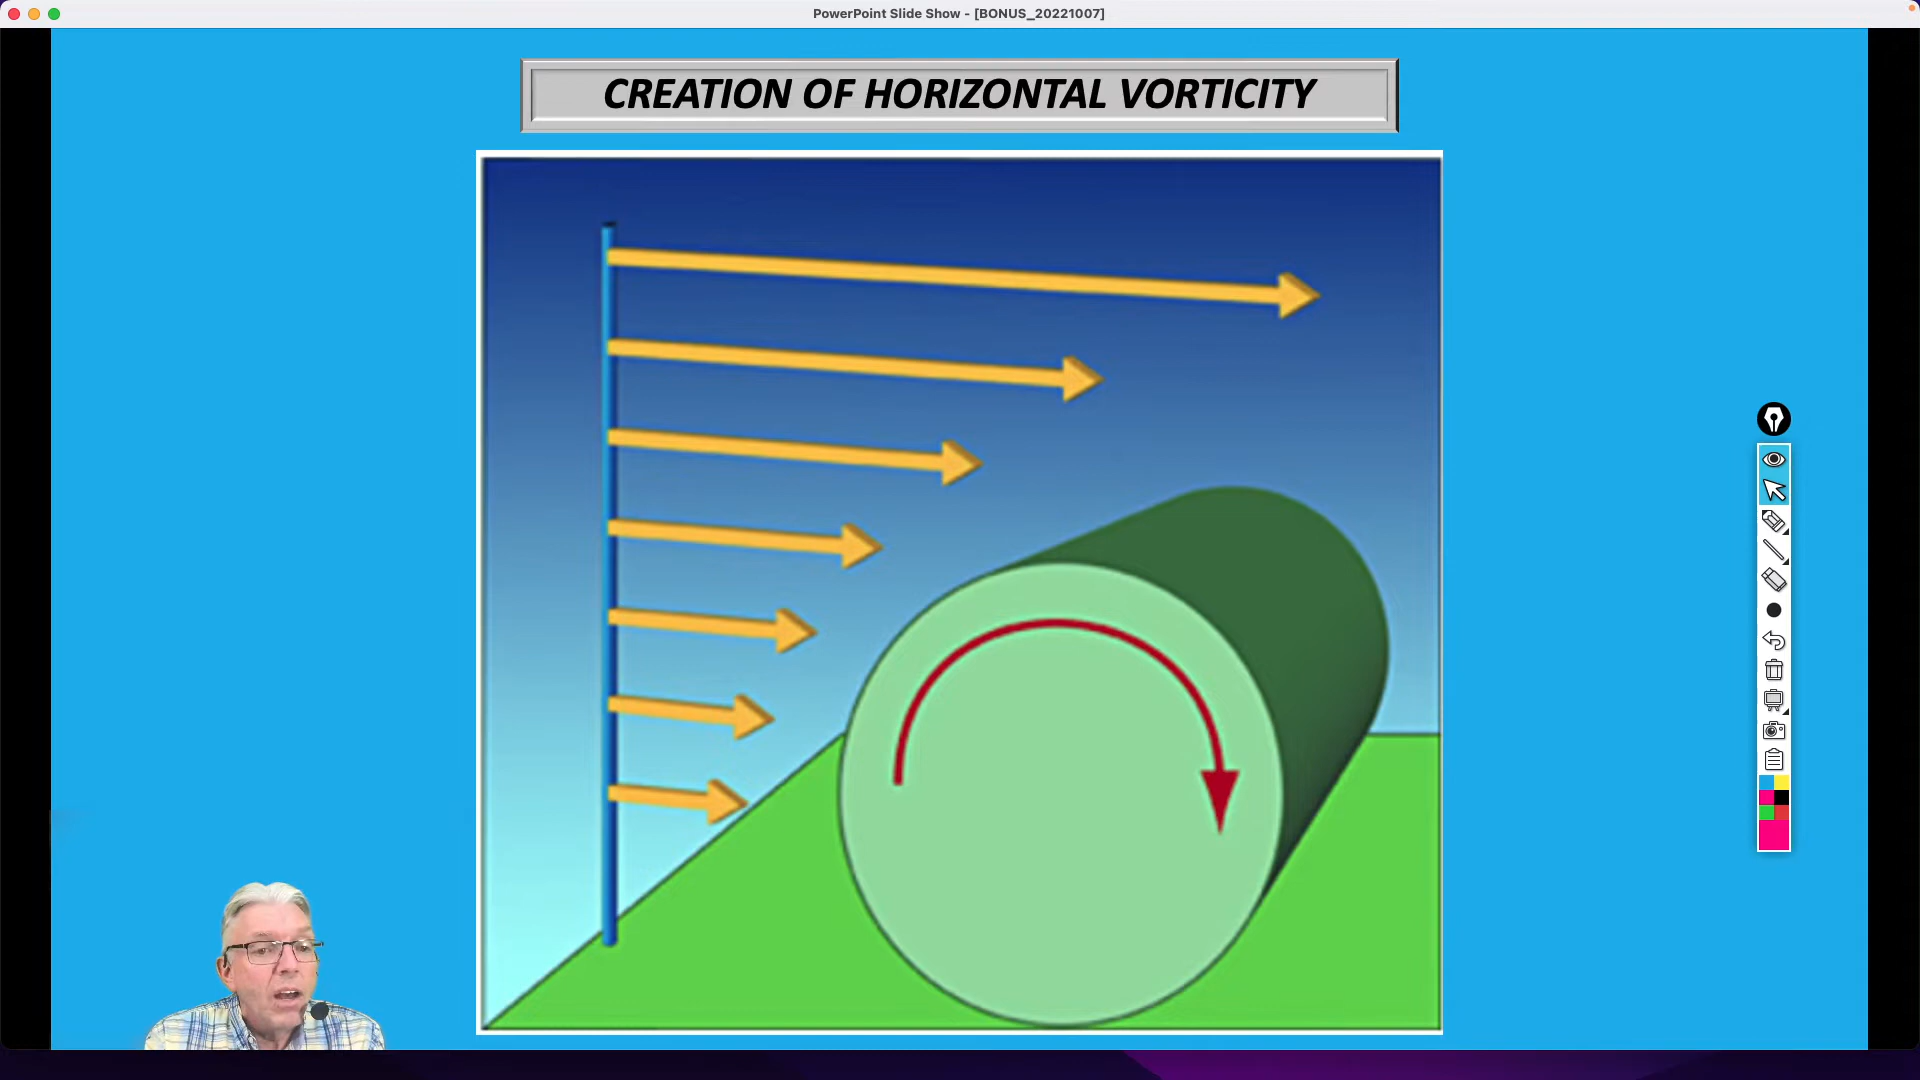 PowerPoint Slide Show - [BONUS_20221007]
CREATION OF HORIZONTAL VORTICITY